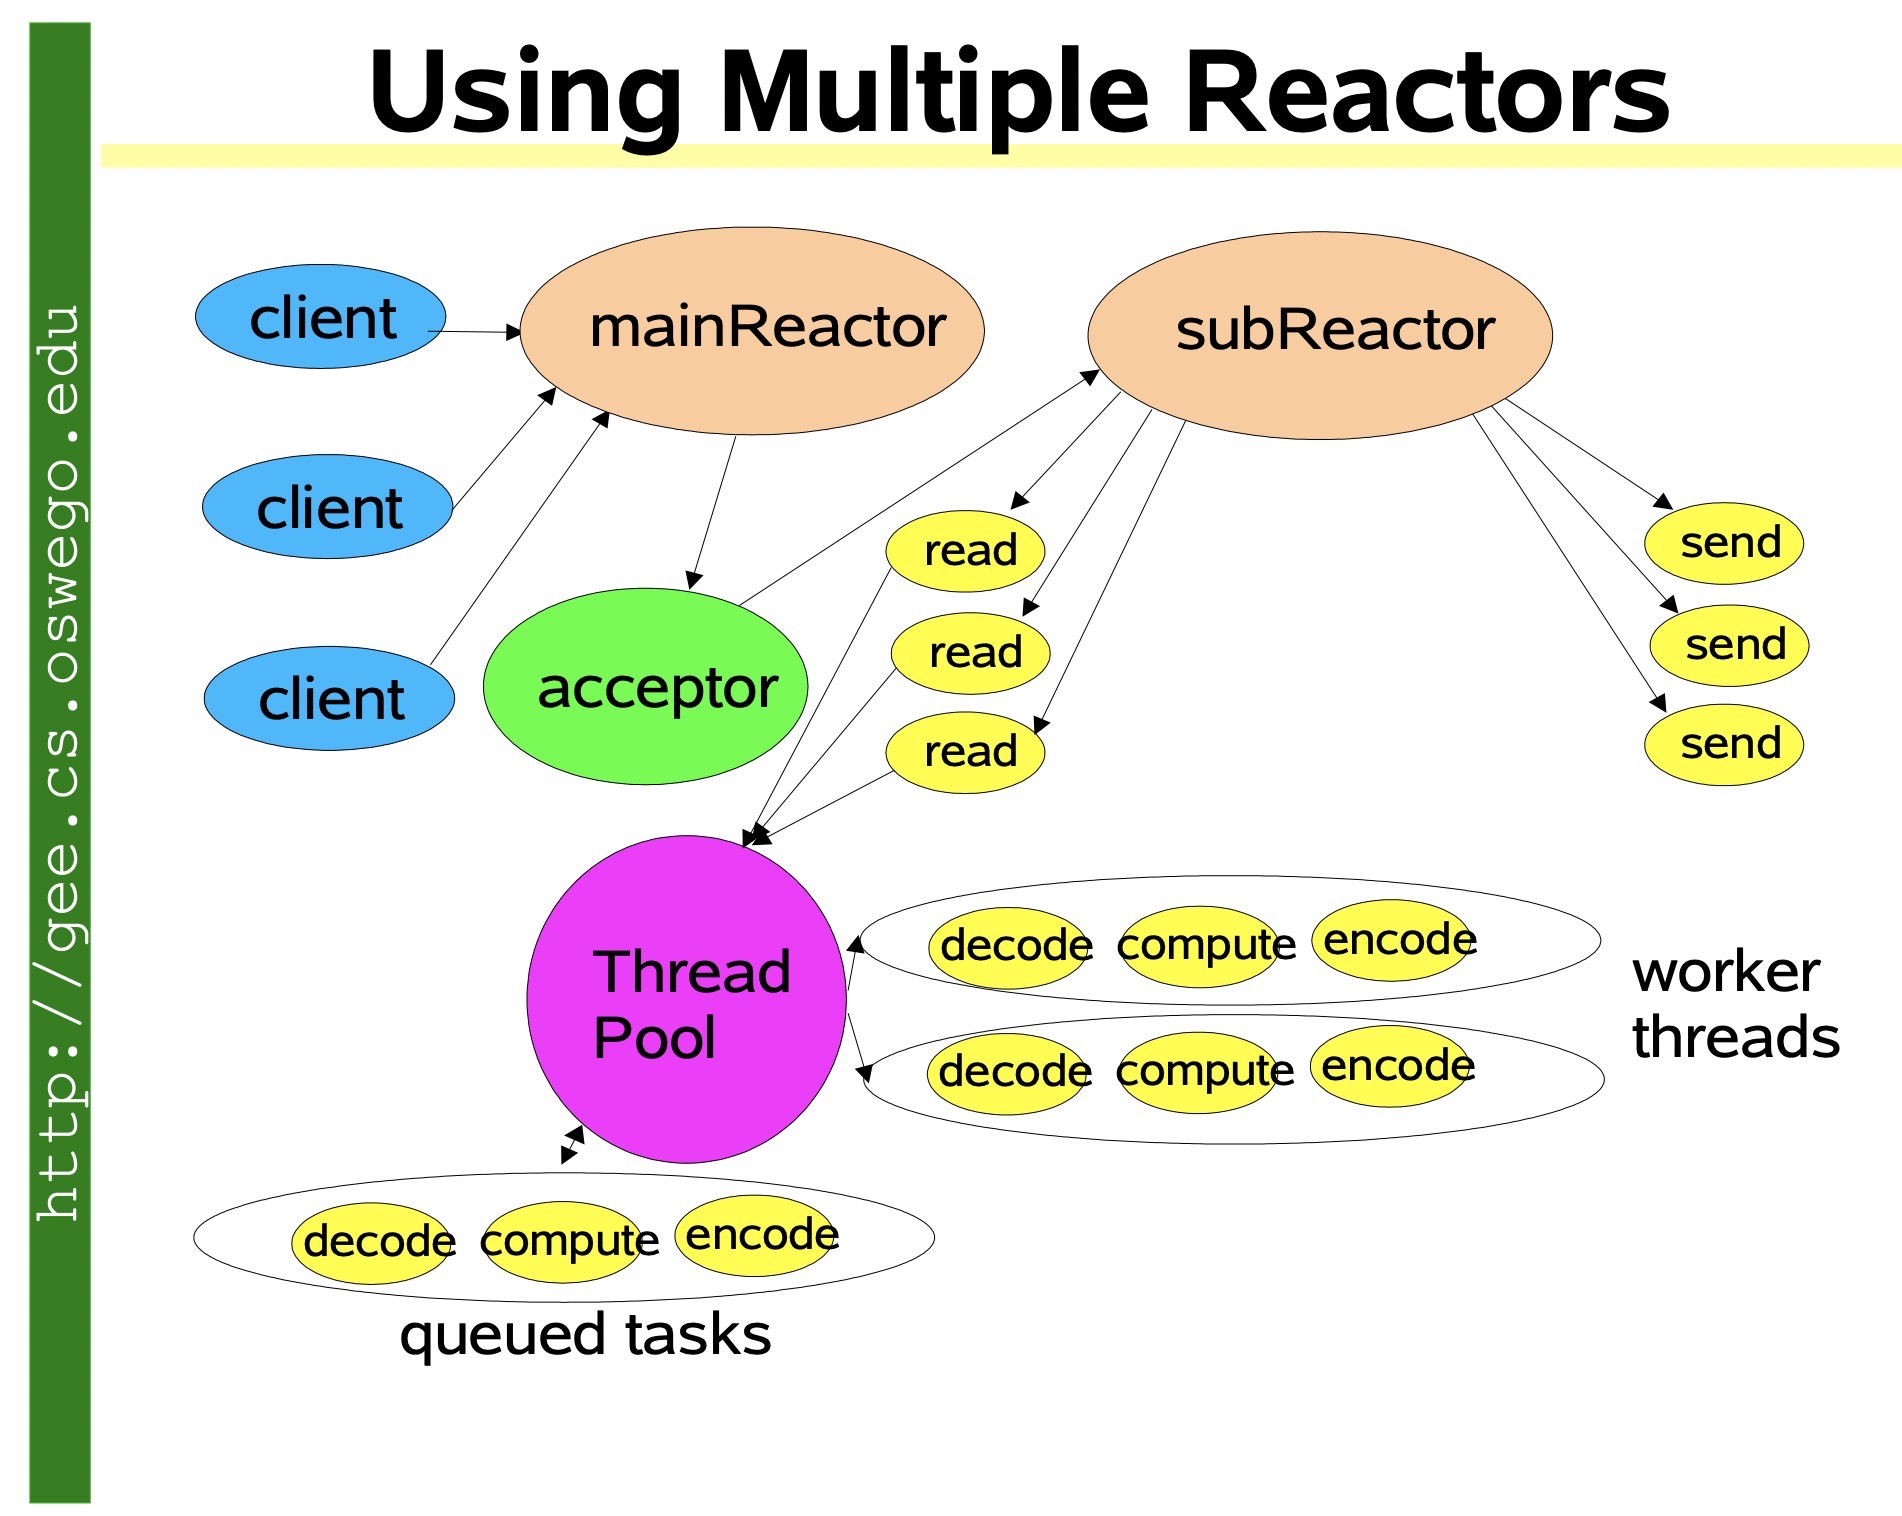 Using Multiple Reactors
http://gee.cs.oswego.edu
client
mainReactor
subReactor
client
read
send
client
acceptor
read
send
read
send
Thread
Pool
decode
compute
encode
worker
threads
decode
compute
encode
decode
compute
encode
queued tasks